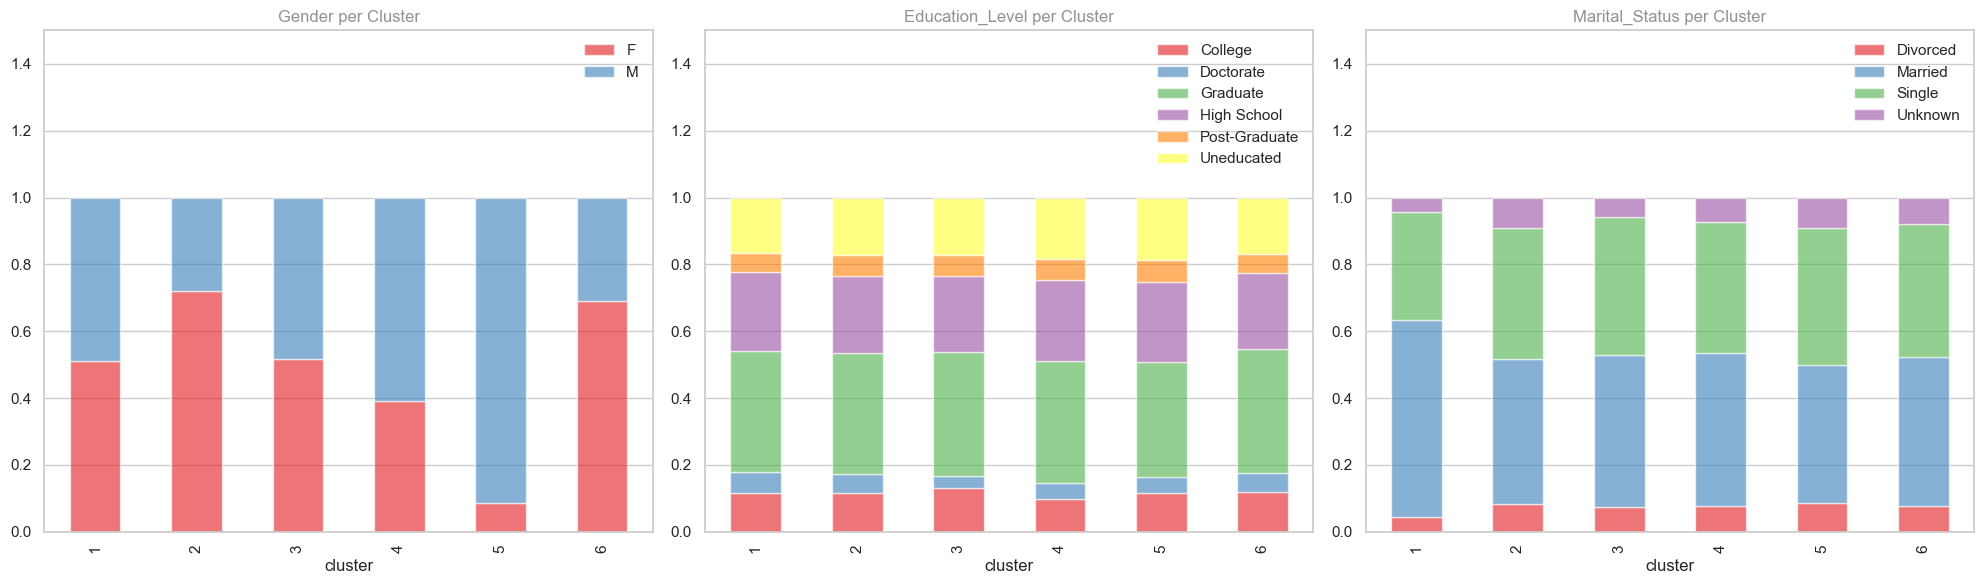 Gender per Cluster
F
M
1.4
1.2
1.0
0.8
0.6
0.4
0.2
0.0
1
2
3
4
5
6
cluster
Education_Level per Cluster
College
Doctorate
Graduate
High School
Post-Graduate
Uneducated
1.4
1.2
1.0
0.8
0.6
0.4
0.2
0.0
1
2
3
4
5
6
cluster
Marital_Status per Cluster
Divorced
Married
Single
Unknown
1.4
1.2
1.0
0.8
0.6
0.4
0.2
0.0
1
2
3
4
5
6
cluster